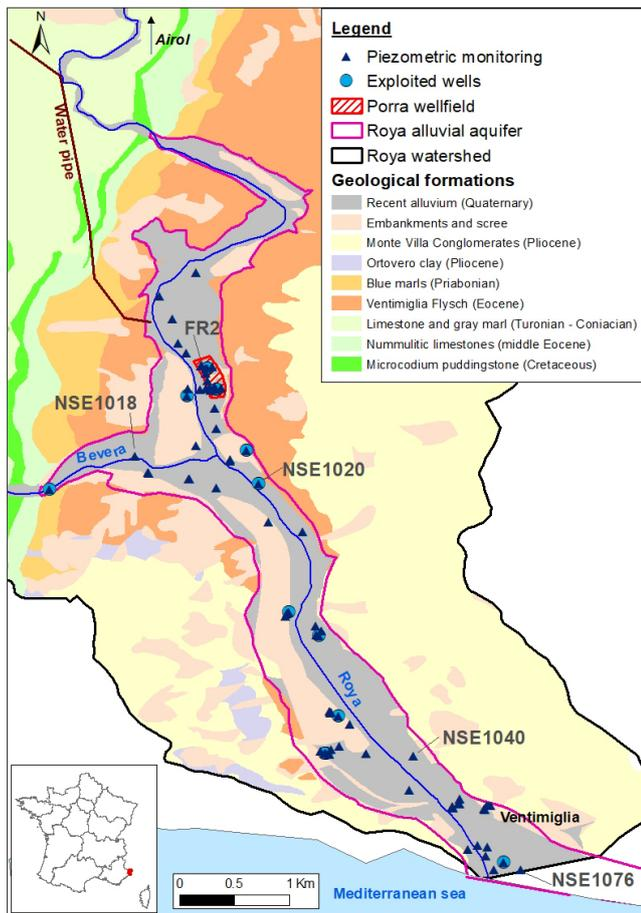 N
Airol
Water pipe
FR2
NSE1018
Bevera
NSE1020
Roya
NSE1040
Ventimiglia
NSE1076
Mediterranean sea
0 0.5 1 Km
Legend
Piezometric monitoring
Exploited wells
Porra wellfield
Roya alluvial aquifer
Roya watershed
Geological formations
Recent alluvium (Quaternary)
Embankments and scree
Monte Villa Conglomerates (Pliocene)
Ortovero clay (Pliocene)
Blue marls (Priabonian)
Ventimiglia Flysch (Eocene)
Limestone and gray marl (Turonian - Coniacian)
Nummulitic limestones (middle Eocene)
Microcodium puddingstone (Cretaceous)